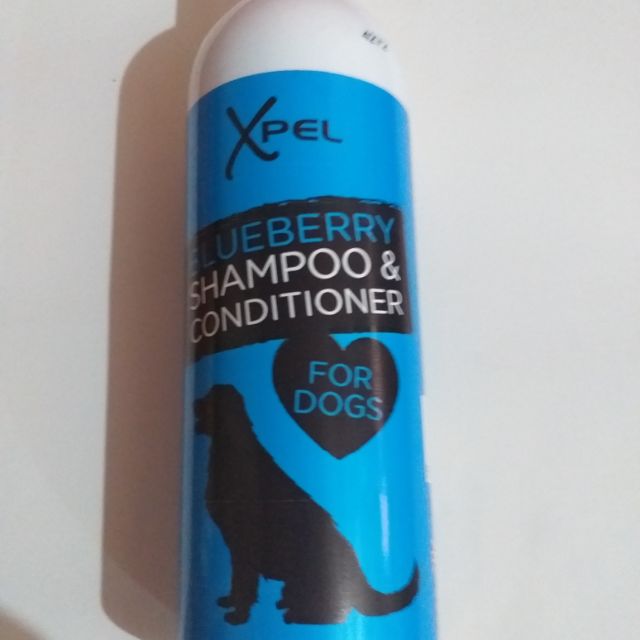 XPEL
BLUEBERRY
SHAMPOO &
CONDITIONER
FOR
DOGS